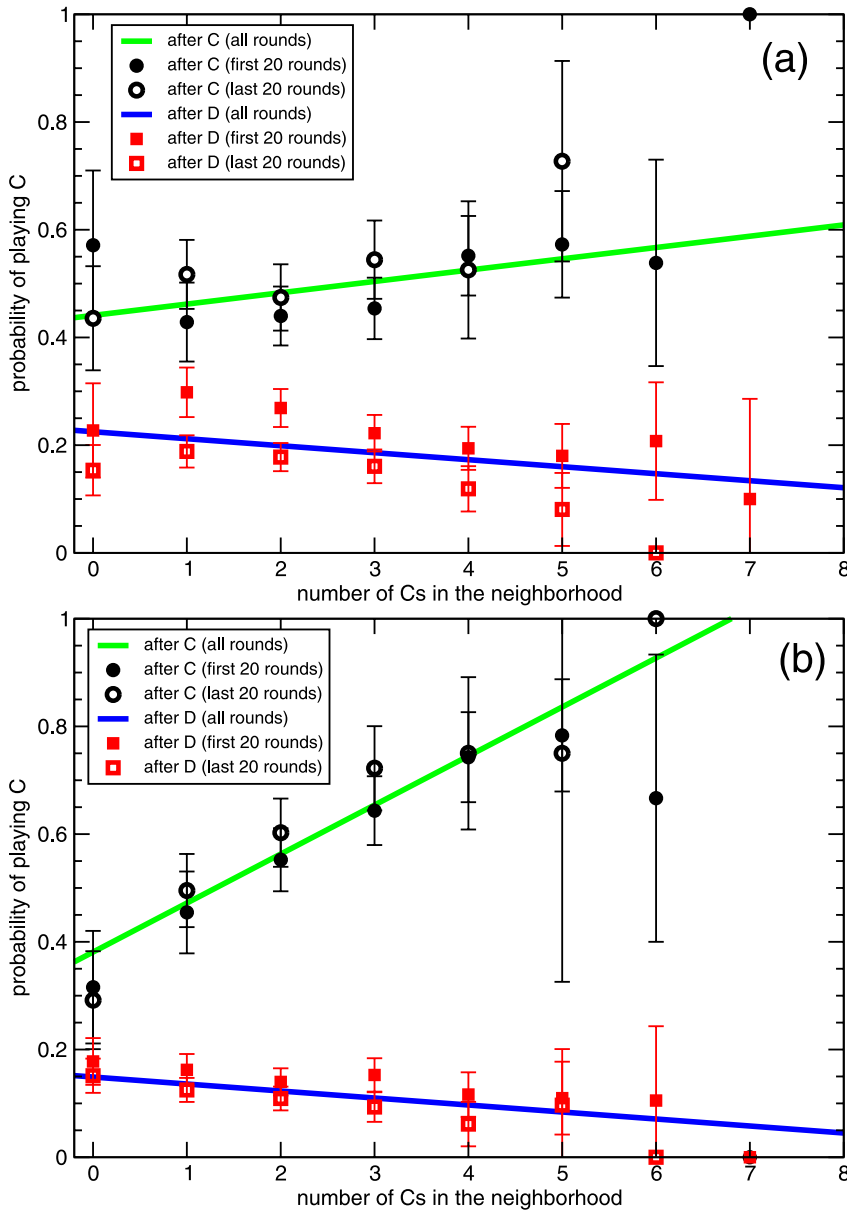 1
after C (all rounds)
(a)
after C (first 20 rounds)
after C (last 20 rounds)
after D (all rounds)
0.8
after D (first 20 rounds)
after D (last 20 rounds)
probability of playing C
0.6
0.4
0.2
0
0 1 2 3 4 5 6 7 8
number of Cs in the neighborhood
1
after C (all rounds)
(b)
after C (first 20 rounds)
after C (last 20 rounds)
after D (all rounds)
0.8
after D (first 20 rounds)
after D (last 20 rounds)
probability of playing C
0.6
0.4
0.2
0
0 1 2 3 4 5 6 7 8
number of Cs in the neighborhood